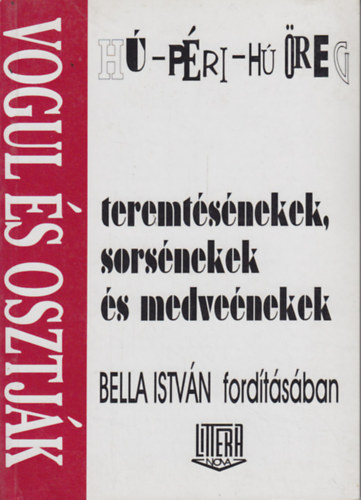 HÚ-PÉRI-HÚ ÖREG
VOGUL ÉS OSZTJÁK
teremtésénekek,
sorsénekek
és medveénekek
BELLA ISTVÁN fordításában
LITTERA
NOVA